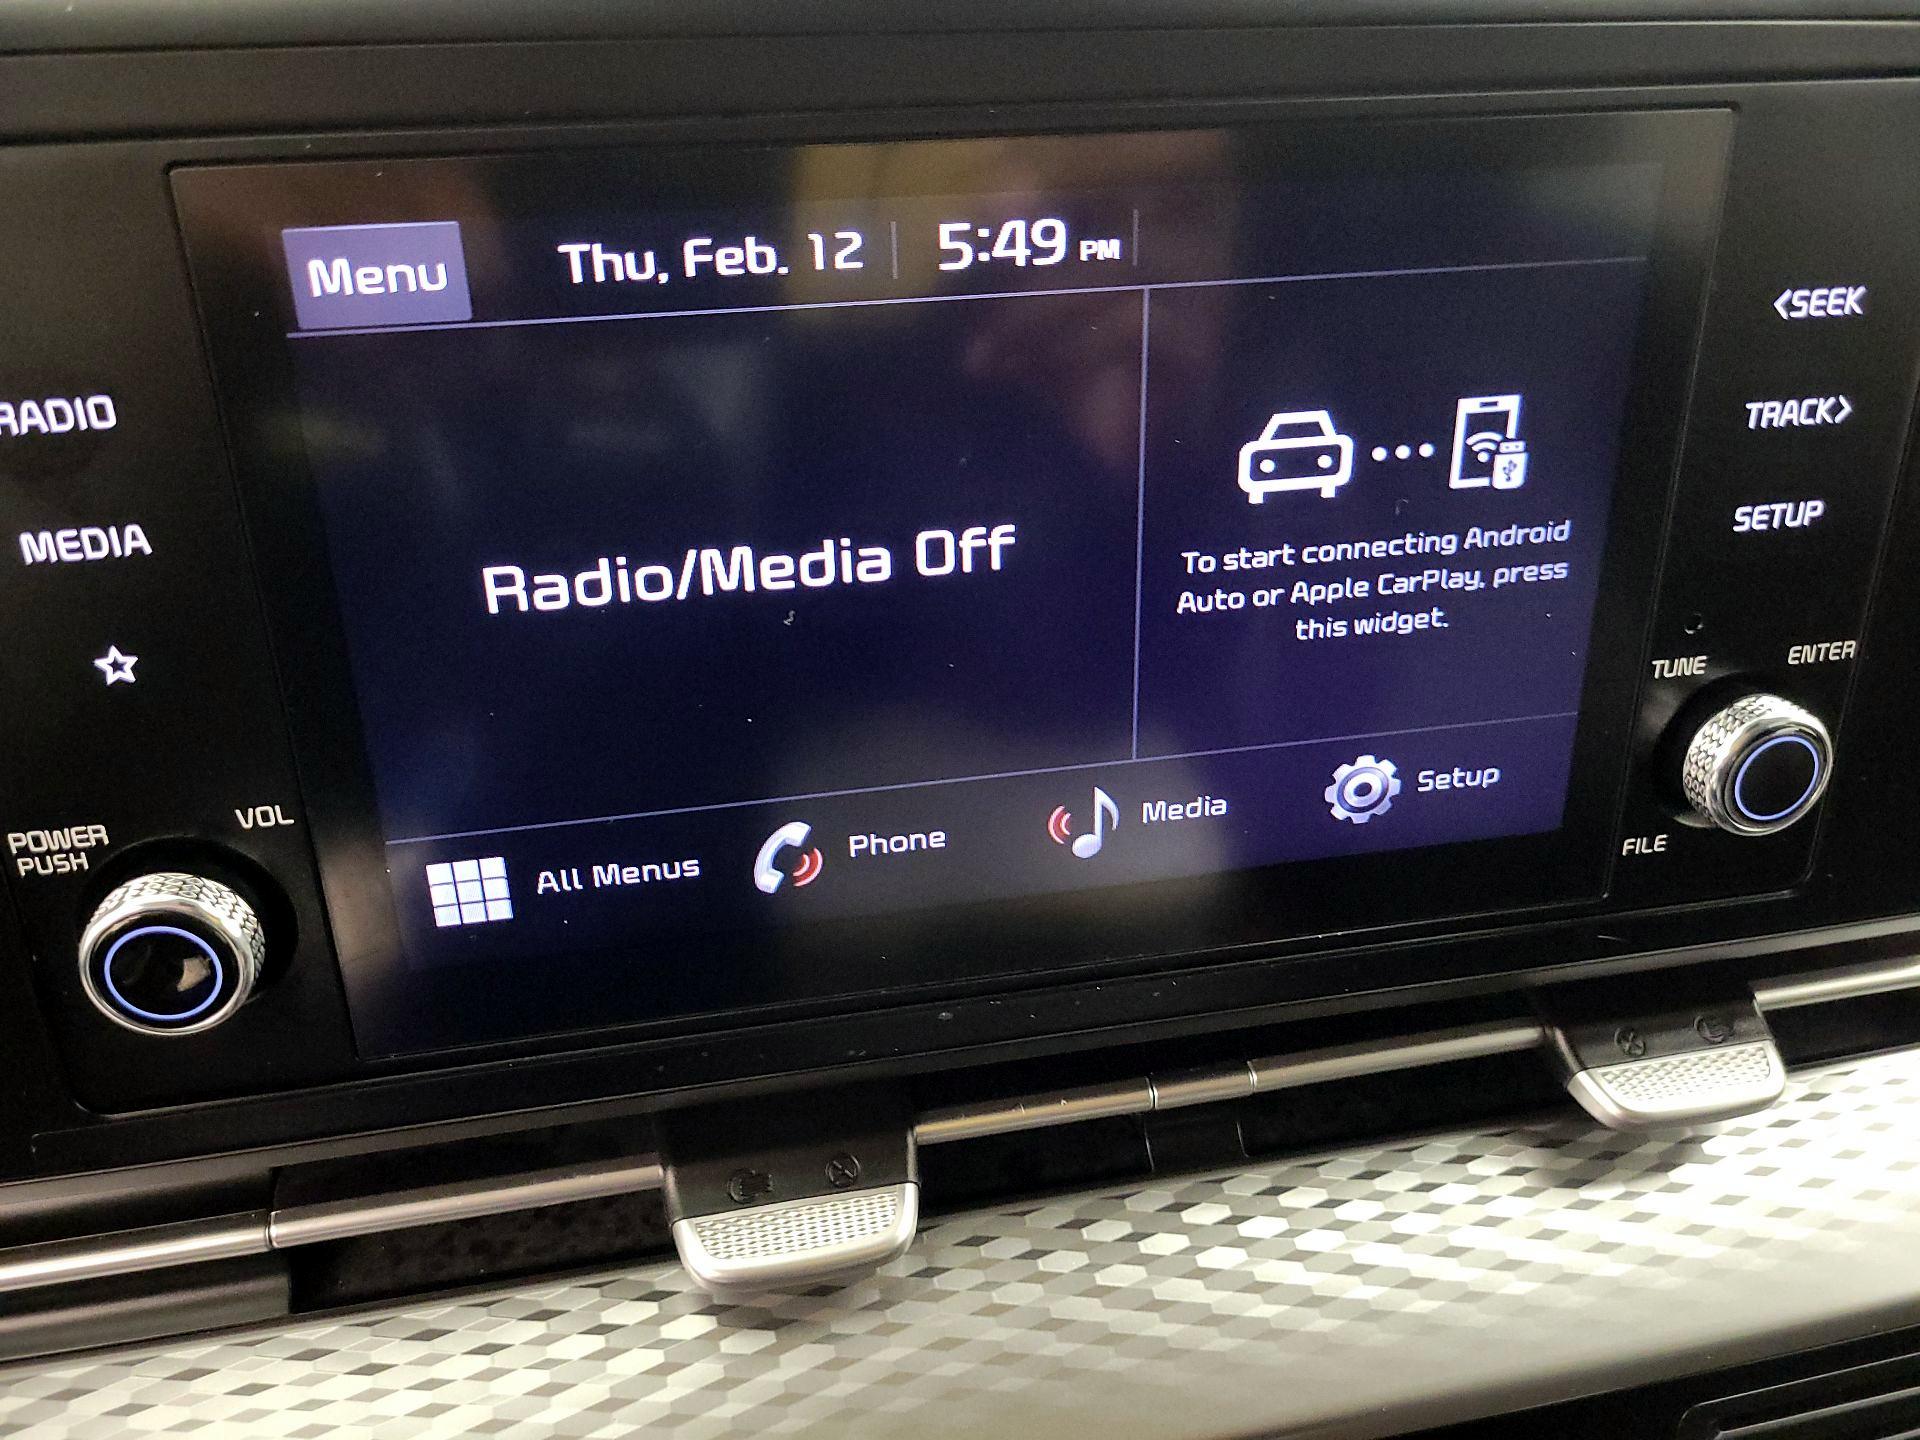 Menu
Thu, Feb. 12
5:49 PM
<SEEK
RADIO
TRACK>
MEDIA
SETUP
Radio/Media Off
To start connecting Android
Auto or Apple CarPlay, press
this widget.
TUNE
ENTER
POWER
PUSH
VOL
FILE
All Menus
Phone
Media
Setup